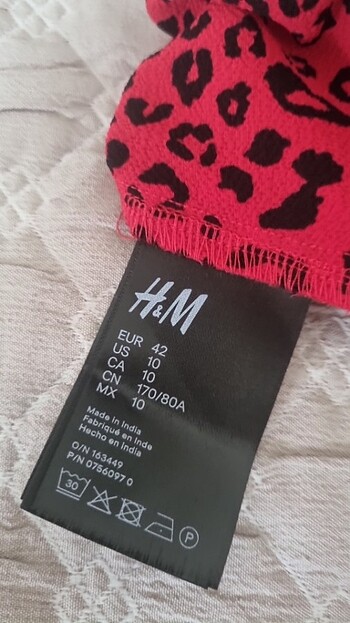 H&M
EUR 42
US 10
CA 10
CN 170/80A
MX 10
Made in India
Fabriqué en Inde
Hecho en India
O/N 163449
P/N 0756097 0
30 P